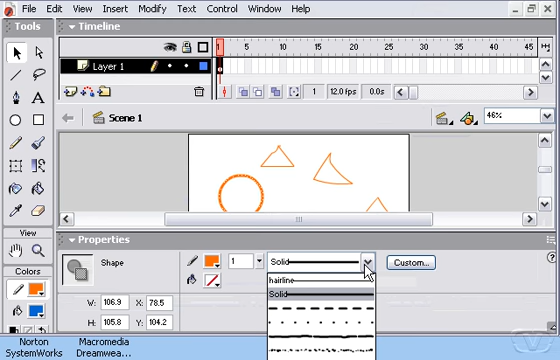 File Edit View Insert Modify Text Control Window Help
Tools
Timeline
1 5 10 15 20 25 30 35 40 45
Layer 1
1 12.0 fps 0.0s
Scene 1
46%
View
Colors
Properties
Shape
1
Solid
Custom...
hairline
Solid
W: 106.9 X: 78.5
H: 105.8 Y: 104.2
Norton
SystemWorks
Macromedia
Dreamwea...